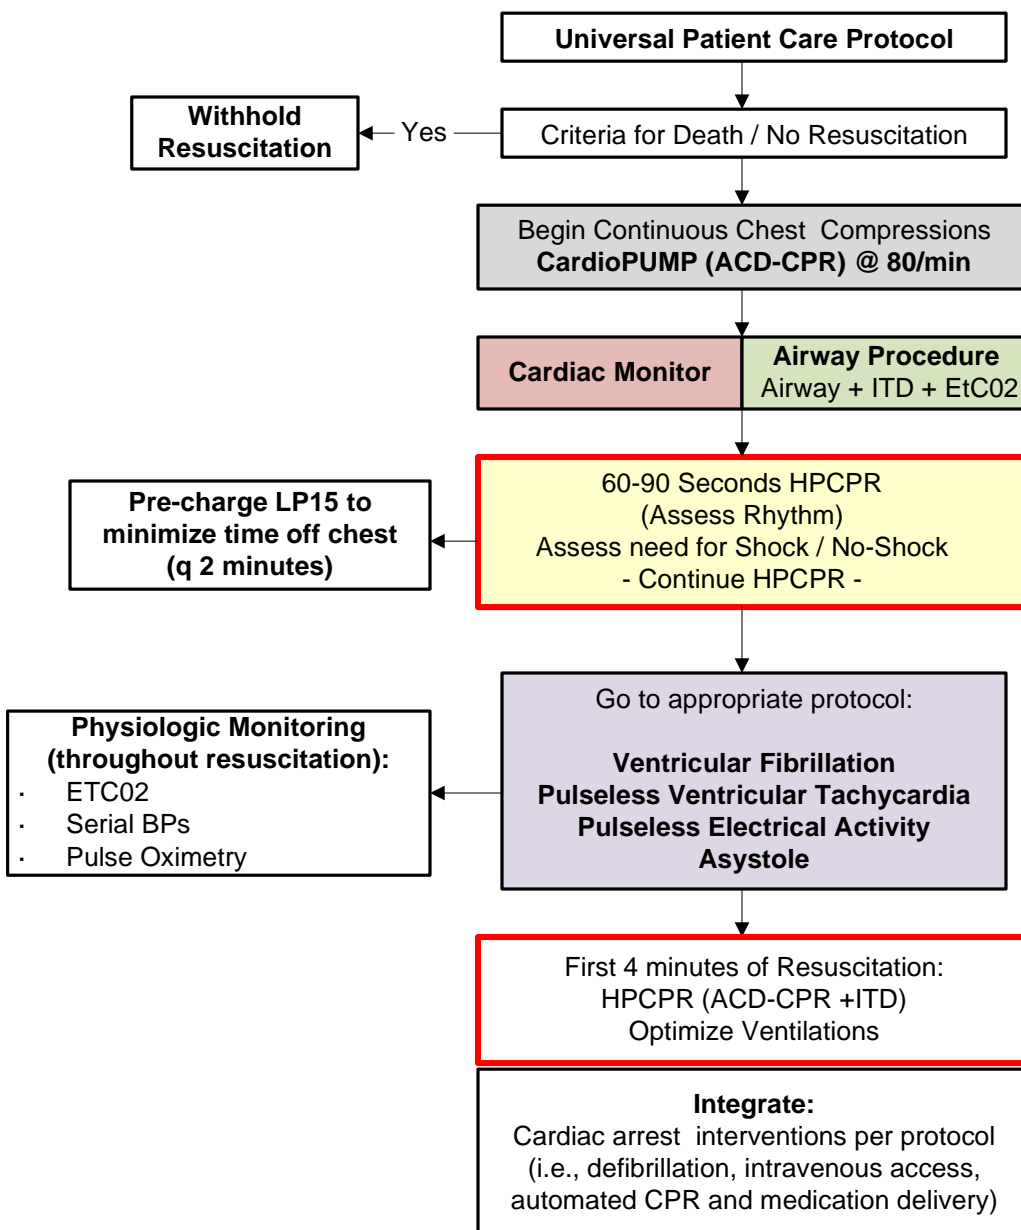 Universal Patient Care Protocol
Withhold
Resuscitation
Yes
Criteria for Death / No Resuscitation
Begin Continuous Chest Compressions
CardioPUMP (ACD-CPR) @ 80/min
Cardiac Monitor
Airway Procedure
Airway + ITD + EtC02
60-90 Seconds HPCPR
(Assess Rhythm)
Assess need for Shock / No-Shock
- Continue HPCPR -
Pre-charge LP15 to
minimize time off chest
(q 2 minutes)
Go to appropriate protocol:
Ventricular Fibrillation
Pulseless Ventricular Tachycardia
Pulseless Electrical Activity
Asystole
Physiologic Monitoring
(throughout resuscitation):
· ETC02
· Serial BPs
· Pulse Oximetry
First 4 minutes of Resuscitation:
HPCPR (ACD-CPR +ITD)
Optimize Ventilations
Integrate:
Cardiac arrest interventions per protocol
(i.e., defibrillation, intravenous access,
automated CPR and medication delivery)